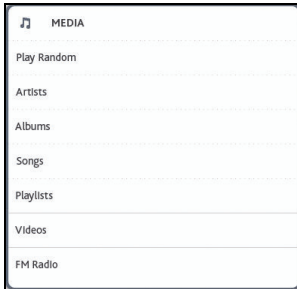 MEDIA
Play Random
Artists
Albums
Songs
Playlists
Videos
FM Radio